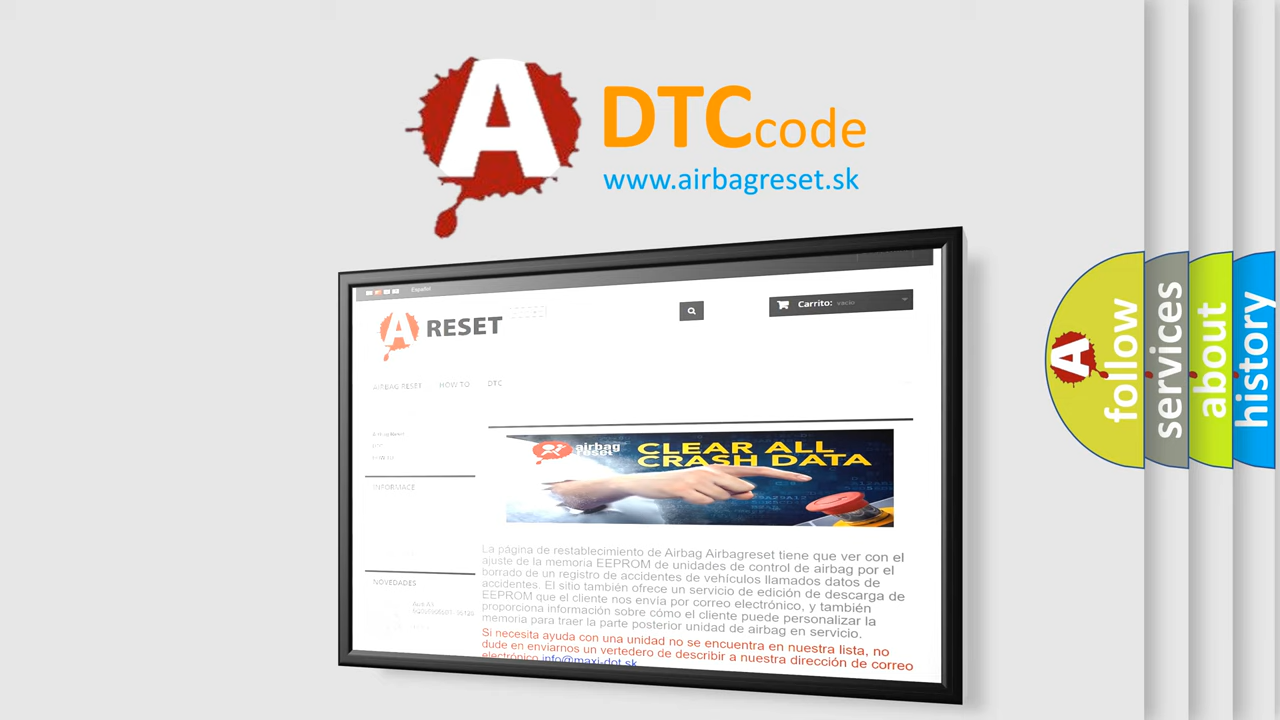 A
DTCcode
www.airbagreset.sk
Español
A RESET
Carrito: vacío
AIRBAG RESET HOW TO DTC
INFORMACE
airbag
reset
CLEAR ALL
CRASH DATA
La página de restablecimiento de Airbag Airbagreset tiene que ver con el
ajuste de la memoria EEPROM de unidades de control de airbag por el
borrado de un registro de accidentes de vehículos llamados datos de
accidentes. El sitio también ofrece un servicio de edición de descarga de
EEPROM que el cliente nos envía por correo electrónico, y también
proporciona información sobre cómo el cliente puede personalizar la
memoria para traer la parte posterior unidad de airbag en servicio.
Si necesita ayuda con una unidad no se encuentra en nuestra lista, no
dude en enviarnos un vertedero de describir a nuestra dirección de correo
electrónico info@maxi-dot.sk
NOVEDADES
A
follow
services
about
history